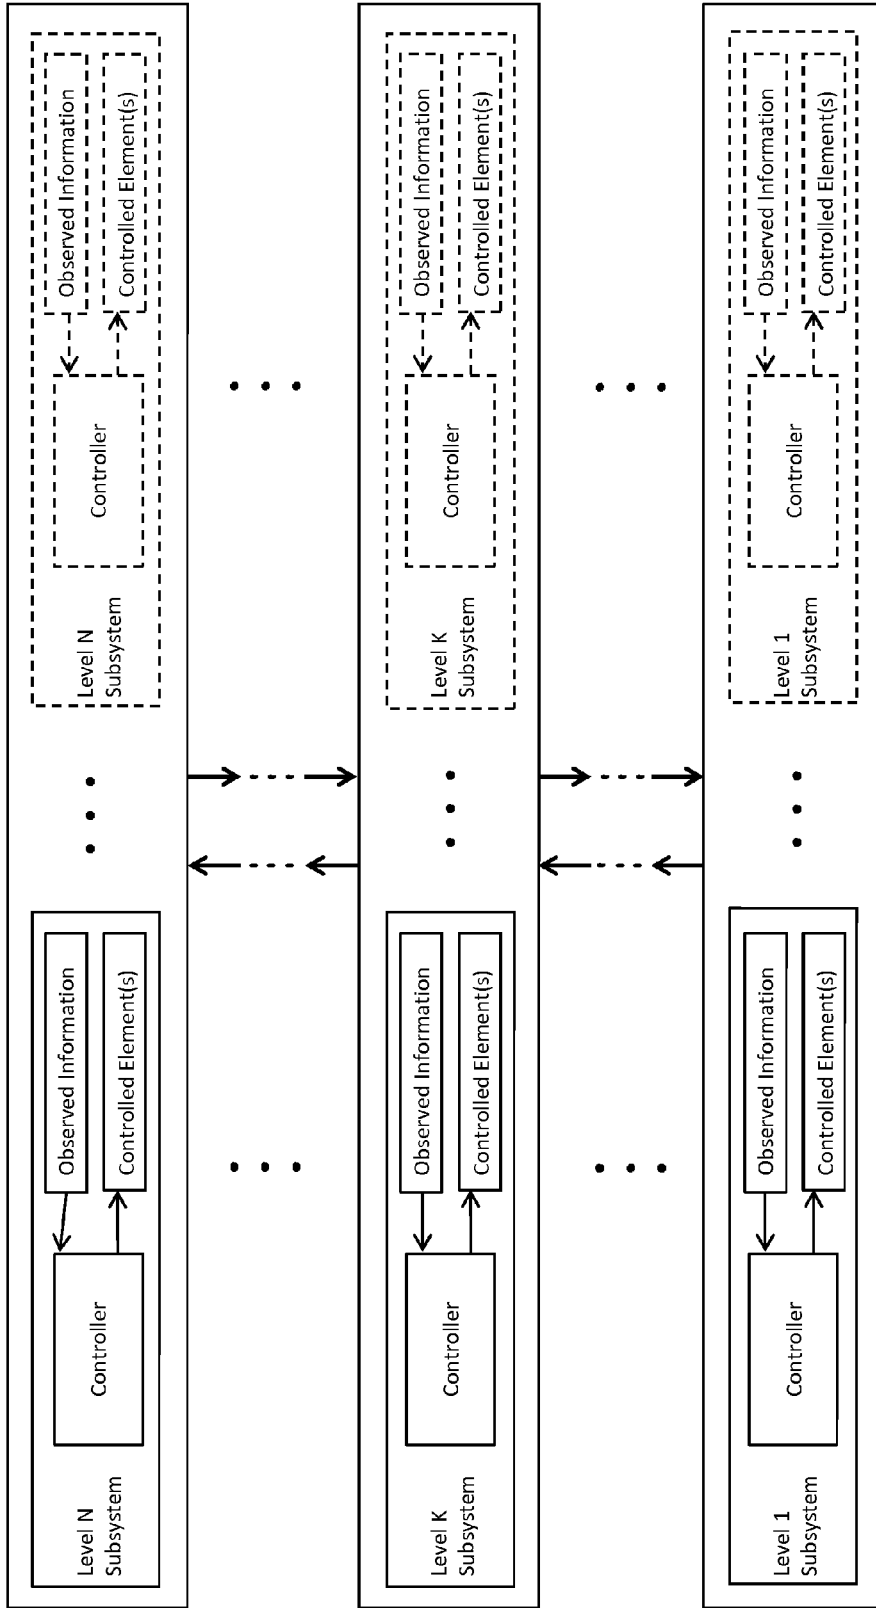 Level N
Subsystem
Controller
Observed Information
Controlled Element(s)
Level N
Subsystem
Controller
Observed Information
Controlled Element(s)
Level K
Subsystem
Controller
Observed Information
Controlled Element(s)
Level K
Subsystem
Controller
Observed Information
Controlled Element(s)
Level 1
Subsystem
Controller
Observed Information
Controlled Element(s)
Level 1
Subsystem
Controller
Observed Information
Controlled Element(s)